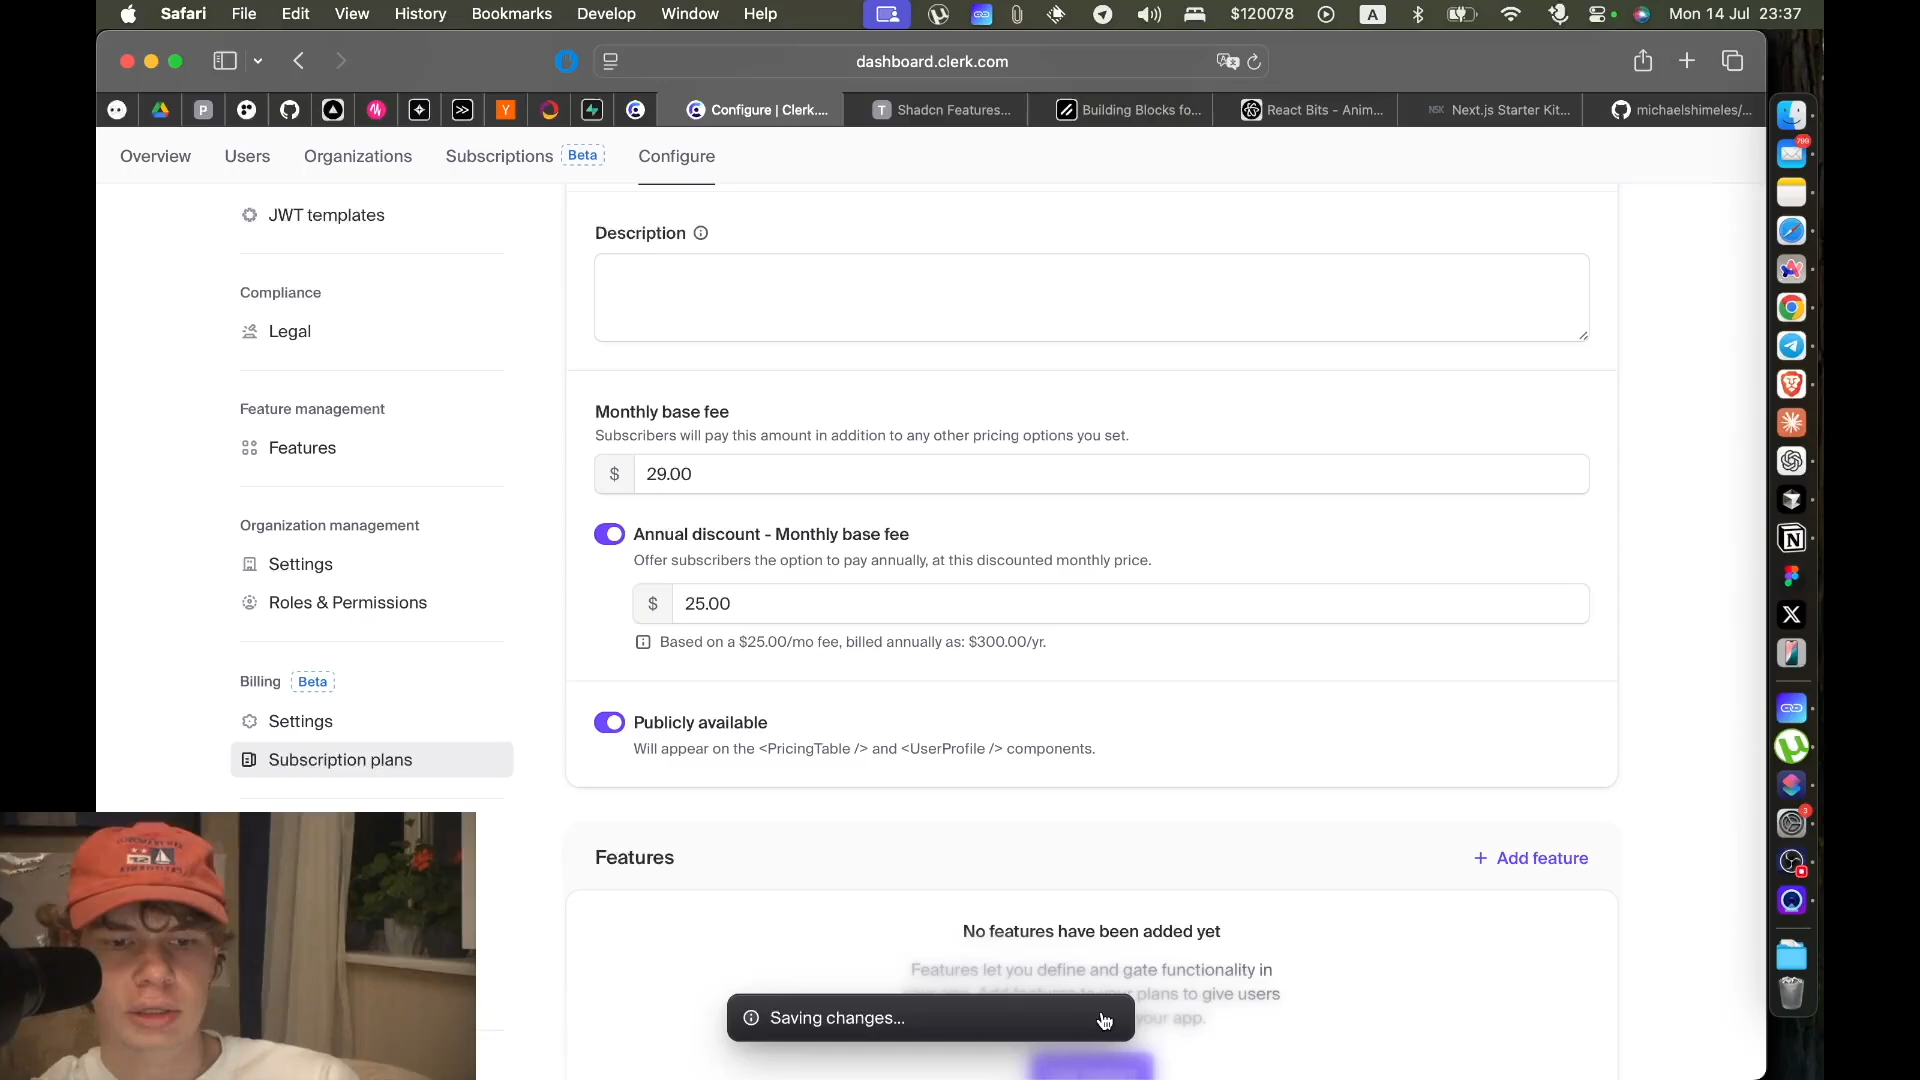 Safari File Edit View History Bookmarks Develop Window Help $120078 A Mon 14 Jul 23:37
dashboard.clerk.com
Configure | Clerk.... Shadcn Features... Building Blocks fo... React Bits - Anim... Next.js Starter Kit... michaelshimeles/...
Overview Users Organizations Subscriptions Beta Configure
JWT templates
Compliance
Legal
Feature management
Features
Organization management
Settings
Roles & Permissions
Billing Beta
Settings
Subscription plans
Description
Monthly base fee
Subscribers will pay this amount in addition to any other pricing options you set.
$ 29.00
Annual discount - Monthly base fee
Offer subscribers the option to pay annually, at this discounted monthly price.
$ 25.00
Based on a $25.00/mo fee, billed annually as: $300.00/yr.
Publicly available
Will appear on the <PricingTable /> and <UserProfile /> components.
Features
+ Add feature
No features have been added yet
Features let you define and gate functionality in
your plans to give users
your app.
Saving changes...